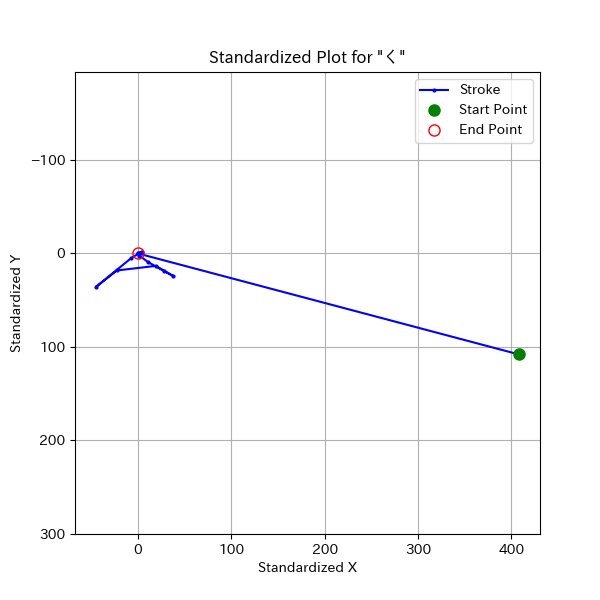 Standardized Plot for "く"
Stroke
Start Point
End Point
−100
0
100
200
300
Standardized Y
0
100
200
300
400
Standardized X